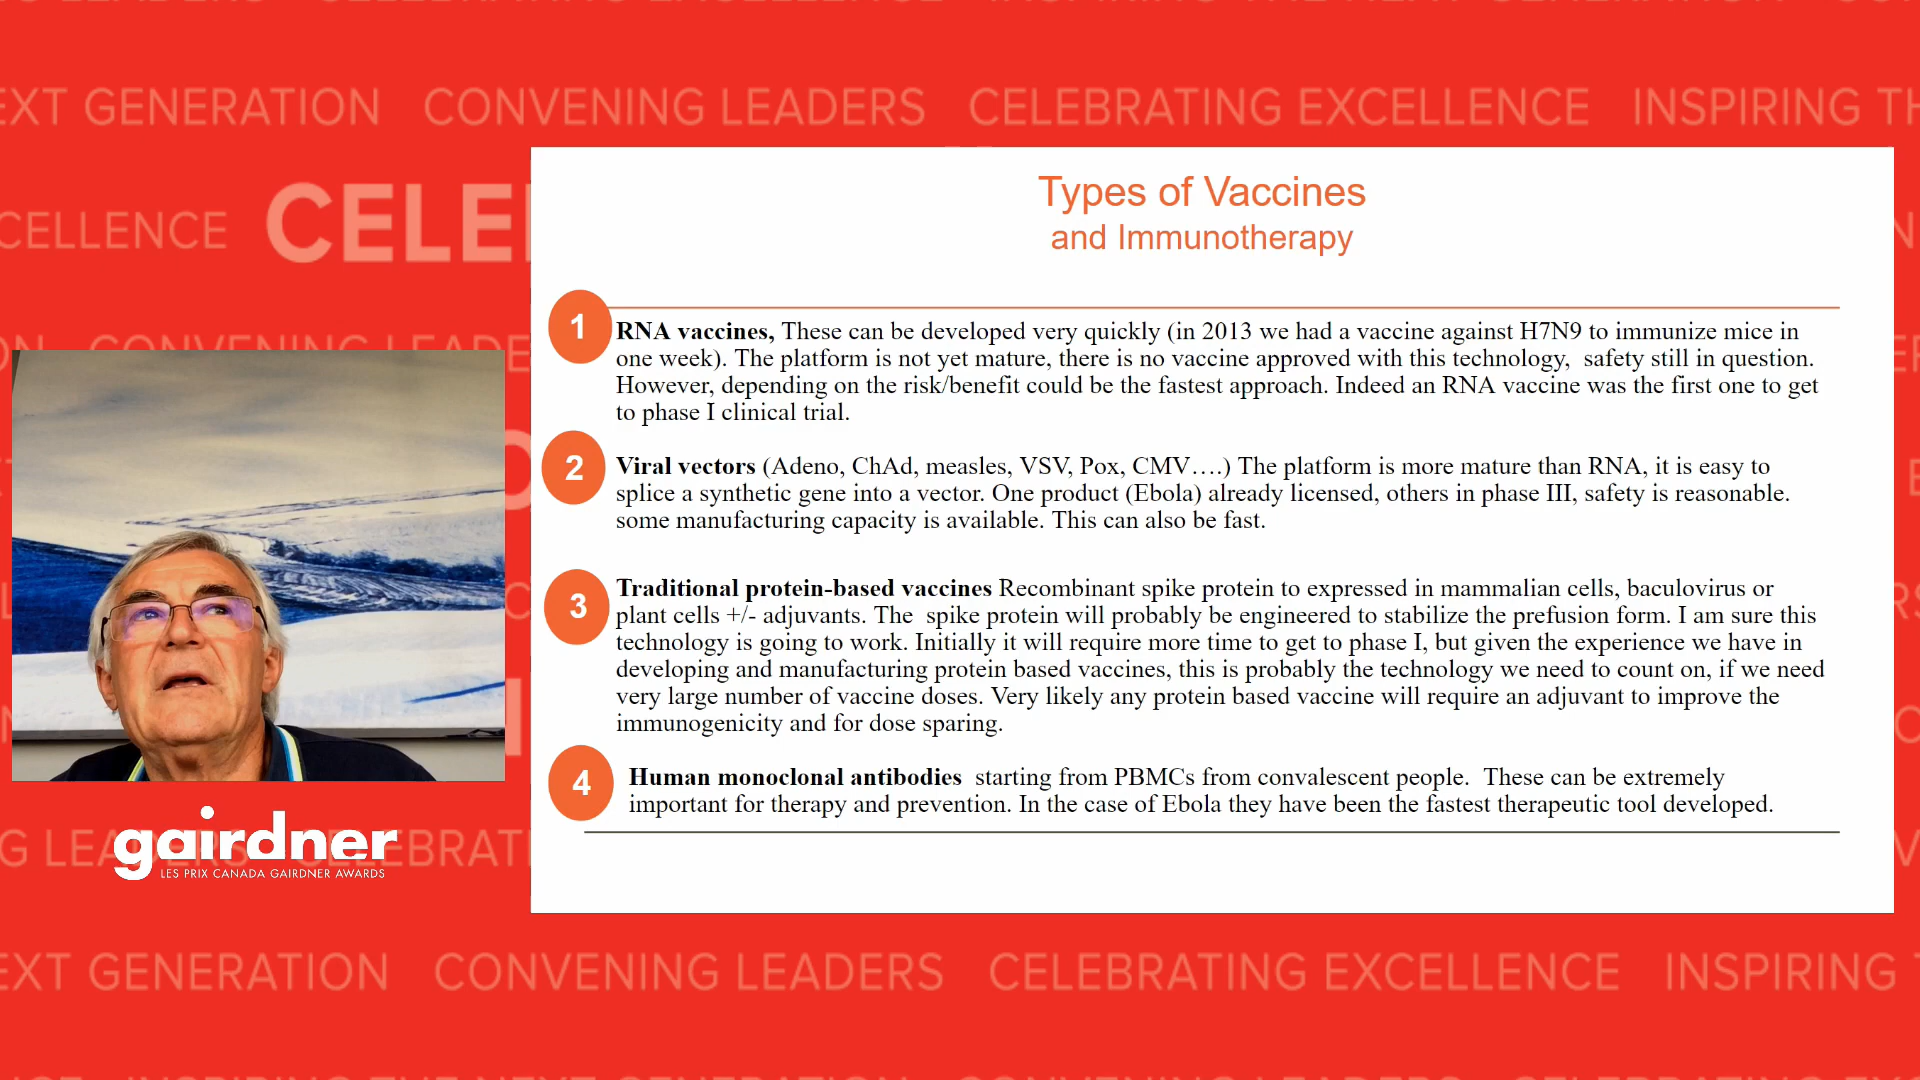 EXT GENERATION CONVENING LEADERS CELEBRATING EXCELLENCE INSPIRING TH
CELLENCE CELE
Types of Vaccines
and Immunotherapy
1
RNA vaccines, These can be developed very quickly (in 2013 we had a vaccine against H7N9 to immunize mice in
one week). The platform is not yet mature, there is no vaccine approved with this technology, safety still in question.
However, depending on the risk/benefit could be the fastest approach. Indeed an RNA vaccine was the first one to get
to phase I clinical trial.
2
Viral vectors (Adeno, ChAd, measles, VSV, Pox, CMV….) The platform is more mature than RNA, it is easy to
splice a synthetic gene into a vector. One product (Ebola) already licensed, others in phase III, safety is reasonable.
some manufacturing capacity is available. This can also be fast.
3
Traditional protein-based vaccines Recombinant spike protein to expressed in mammalian cells, baculovirus or
plant cells +/- adjuvants. The spike protein will probably be engineered to stabilize the prefusion form. I am sure this
technology is going to work. Initially it will require more time to get to phase I, but given the experience we have in
developing and manufacturing protein based vaccines, this is probably the technology we need to count on, if we need
very large number of vaccine doses. Very likely any protein based vaccine will require an adjuvant to improve the
immunogenicity and for dose sparing.
4
Human monoclonal antibodies starting from PBMCs from convalescent people. These can be extremely
important for therapy and prevention. In the case of Ebola they have been the fastest therapeutic tool developed.
gairdner
LES PRIX CANADA GAIRDNER AWARDS
EXT GENERATION CONVENING LEADERS CELEBRATING EXCELLENCE INSPIRING